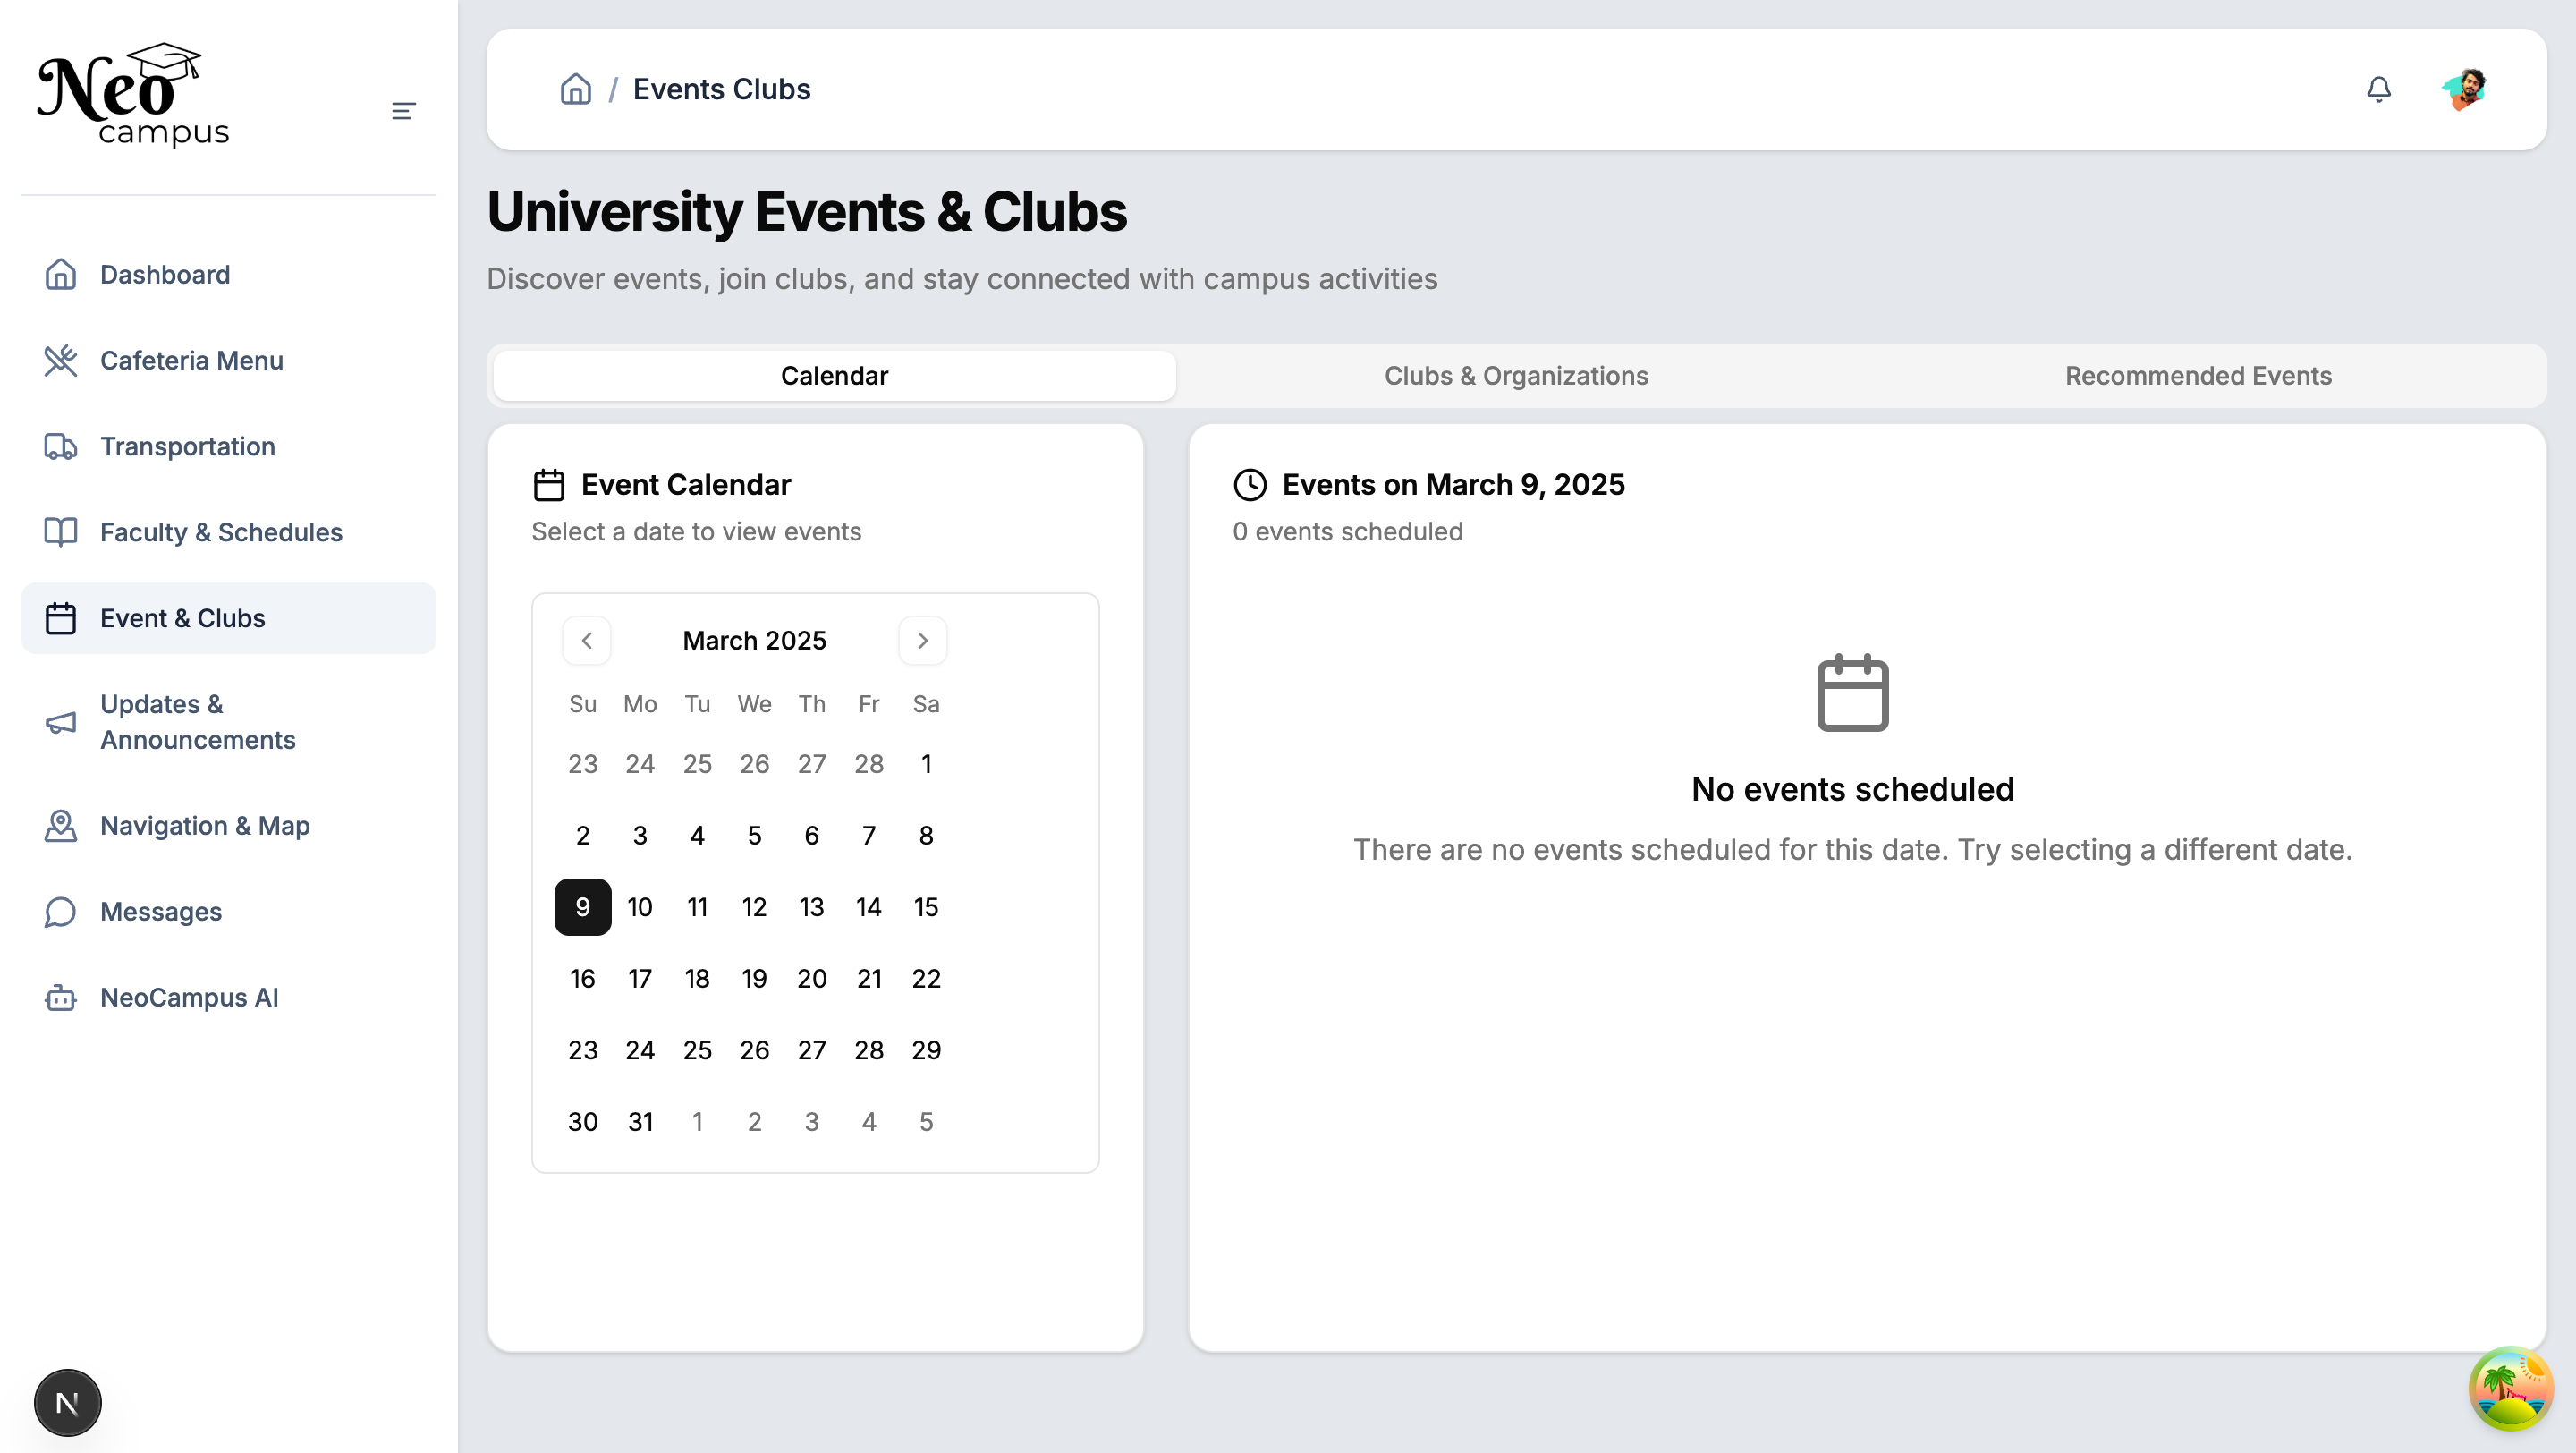 Neo
campus
Dashboard
Cafeteria Menu
Transportation
Faculty & Schedules
Event & Clubs
Updates &
Announcements
Navigation & Map
Messages
NeoCampus AI
N
/ Events Clubs
University Events & Clubs
Discover events, join clubs, and stay connected with campus activities
Calendar Clubs & Organizations Recommended Events
Event Calendar
Select a date to view events
March 2025
Su Mo Tu We Th Fr Sa
23 24 25 26 27 28 1
2 3 4 5 6 7 8
9 10 11 12 13 14 15
16 17 18 19 20 21 22
23 24 25 26 27 28 29
30 31 1 2 3 4 5
Events on March 9, 2025
0 events scheduled
No events scheduled
There are no events scheduled for this date. Try selecting a different date.